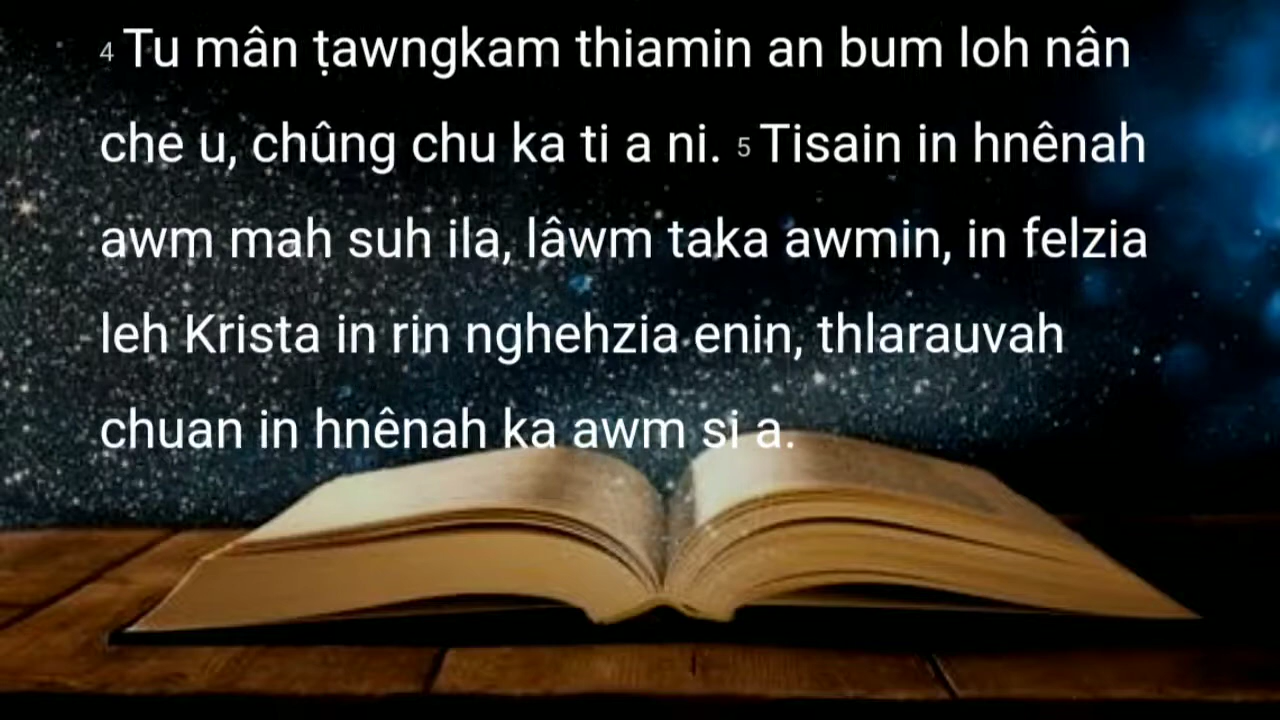 4 Tu mân ṭawngkam thiamin an bum loh nân
che u, chûng chu ka ti a ni. 5 Tisain in hnênah
awm mah suh ila, lâwm taka awmin, in felzia
leh Krista in rin nghehzia enin, thlarauvah
chuan in hnênah ka awm si a.